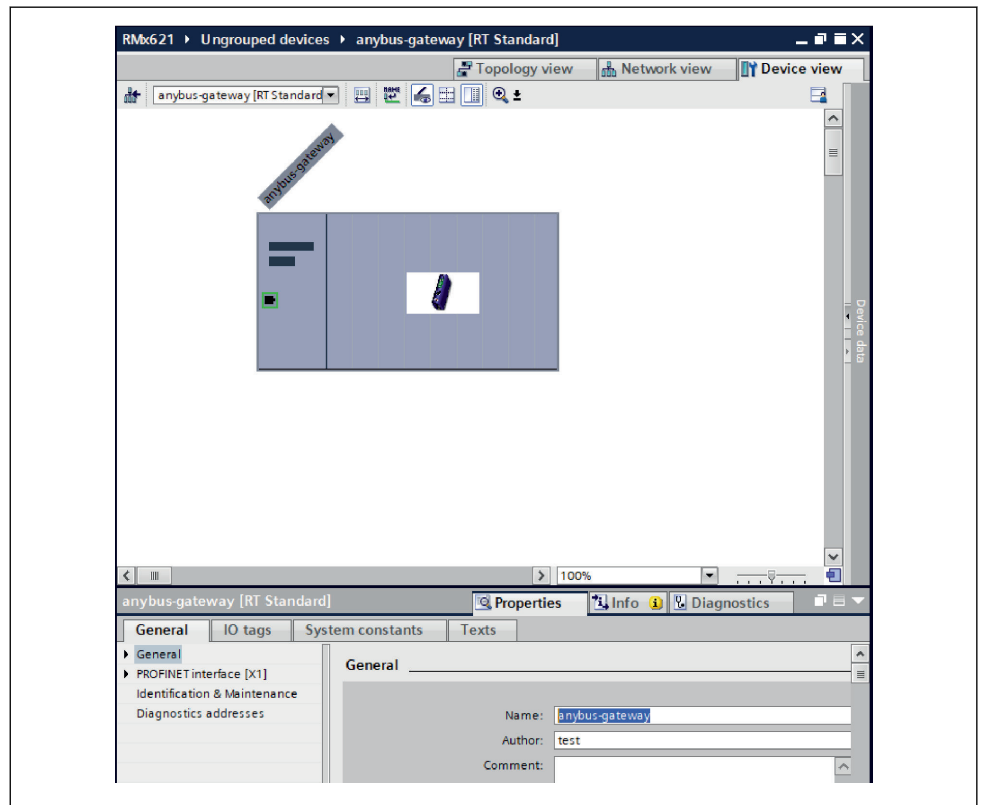 RMx621 ▸ Ungrouped devices ▸ anybus-gateway [RT Standard]
Topology view Network view Device view
anybus-gateway [RT Standard
NAME
anybus-gateway
Device data
100%
anybus-gateway [RT Standard]
Properties Info Diagnostics
General IO tags System constants Texts
General
PROFINET interface [X1]
Identification & Maintenance
Diagnostics addresses
General
Name: anybus-gateway
Author: test
Comment: